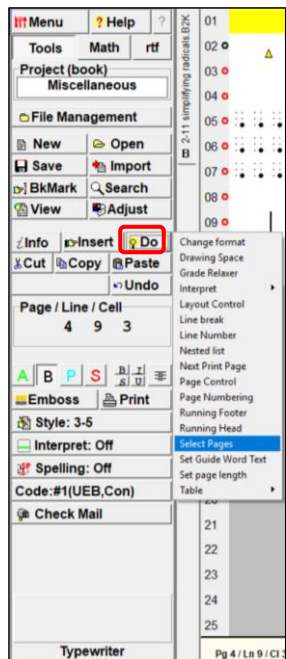 Menu
? Help
?
Tools
Math
rtf
Project (book)
Miscellaneous
File Management
New
Open
Save
Import
BkMark
Search
View
Adjust
Info
Insert
Do
Cut
Copy
Paste
Undo
Page / Line / Cell
4 9 3
A
B
P
S
B I
S U
Emboss
Print
Style: 3-5
Interpret: Off
Spelling: Off
Code:#1(UEB,Con)
Check Mail
Typewriter
2-11 simplifying radicals.B2K
B
01
02
03
04
05
06
07
08
09
Change format
Drawing Space
Grade Relaxer
Interpret
Layout Control
Line break
Line Number
Nested list
Next Print Page
Page Control
Page Numbering
Running Footer
Running Head
Select Pages
Set Guide Word Text
Set page length
Table
21
22
23
24
25
Pg 4 / Ln 9 / Cl 3